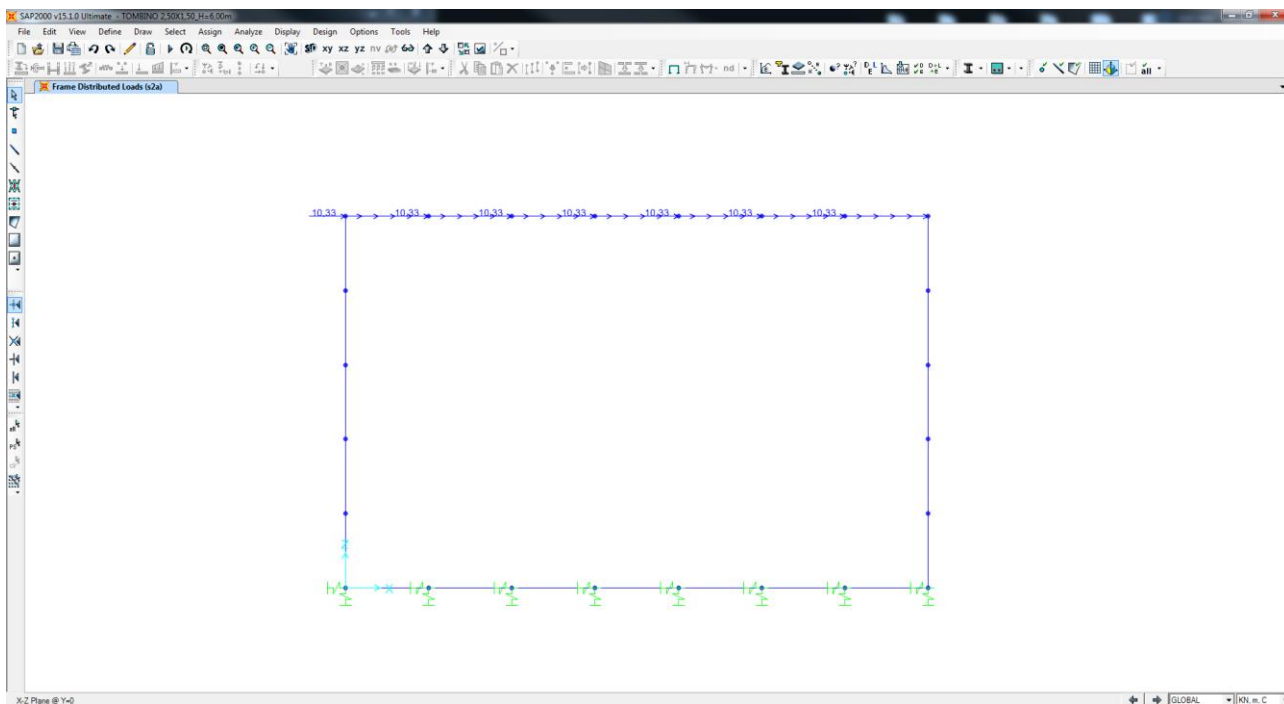 SAP2000 v15.1.0 Ultimate - TOMBINO 2,50X1,50_H=6,00m
File Edit View Define Draw Select Assign Analyze Display Design Options Tools Help
xy xz yz nv
nd
all
Frame Distributed Loads (s2a)
10,33 10,33 10,33 10,33 10,33 10,33 10,33
Z
X
X-Z Plane @ Y=0
GLOBAL
KN, m, C